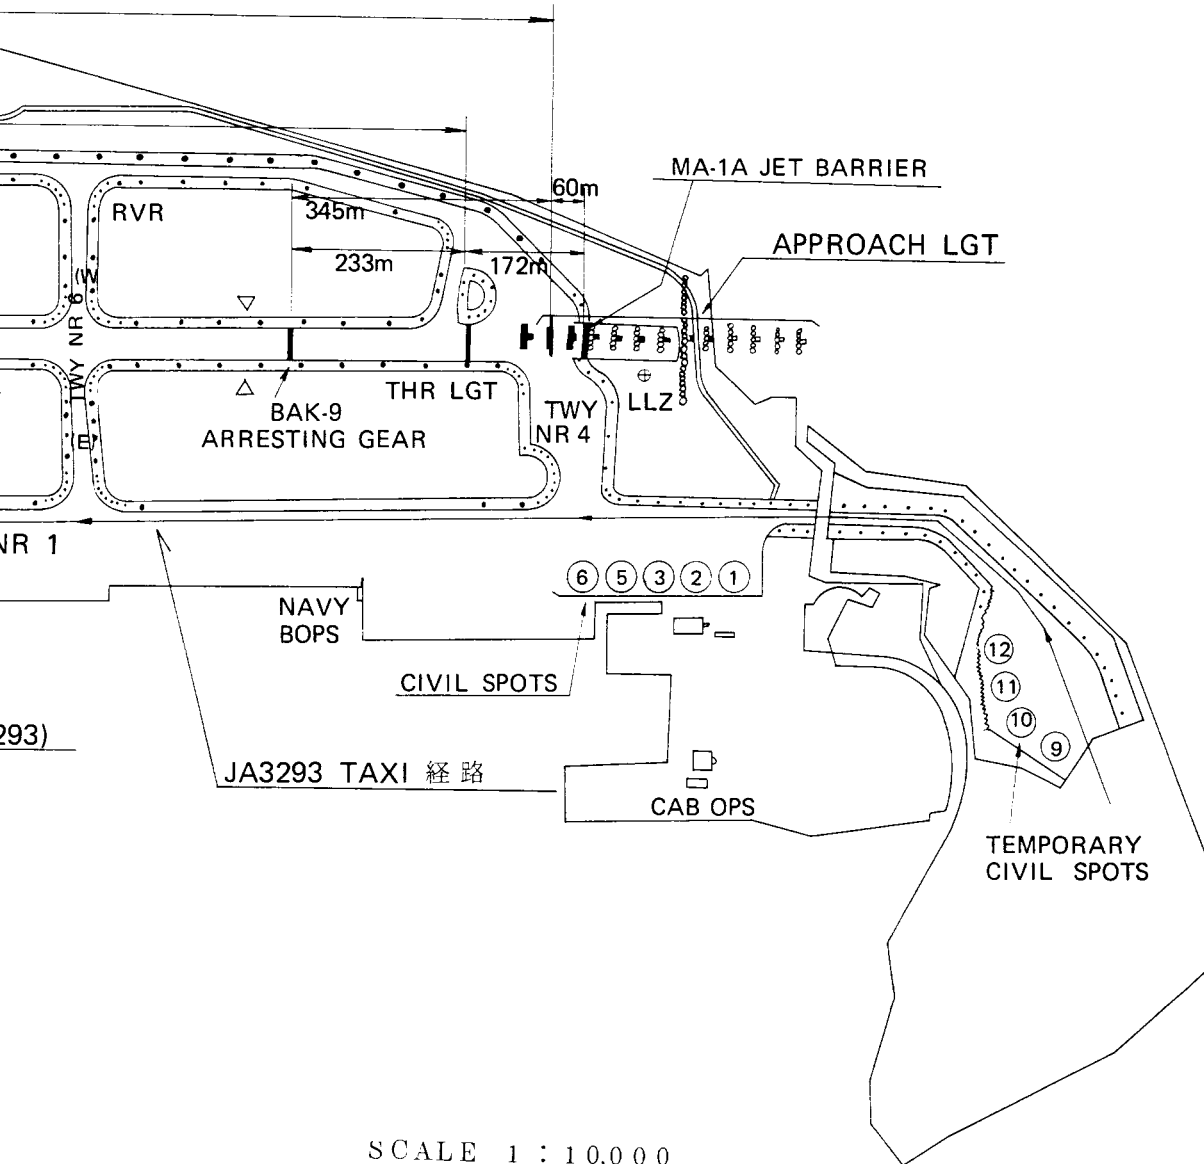 MA-1A JET BARRIER
60m
RVR
345m
APPROACH LGT
233m
172m
TWY NR 6
(W
(E)
THR LGT
LLZ
BAK-9
ARRESTING GEAR
TWY
NR 4
NR 1
6 5 3 2 1
NAVY
BOPS
12
11
10
9
CIVIL SPOTS
293)
JA3293 TAXI 経路
CAB OPS
TEMPORARY
CIVIL SPOTS
SCALE 1 : 10,000